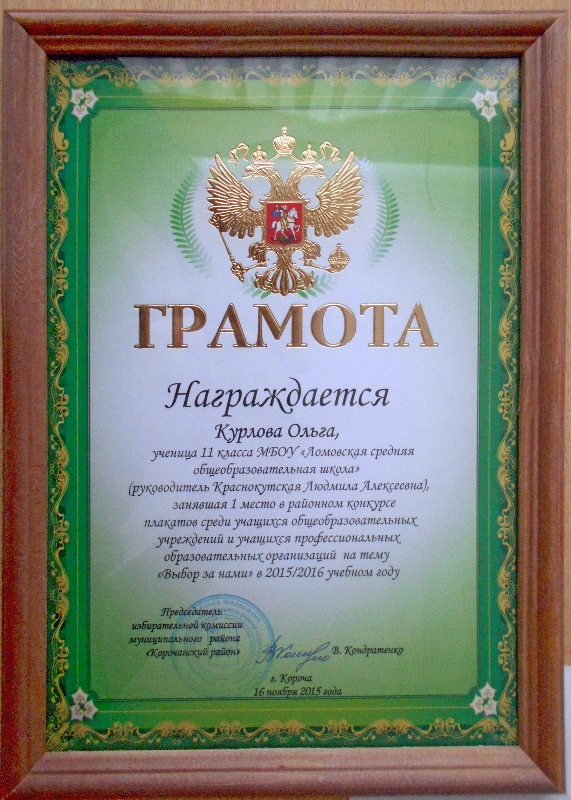 ГРАМОТА
Награждается
Курлова Ольга,
ученица 11 класса МБОУ «Ломовская средняя
общеобразовательная школа»
(руководитель Краснокутская Людмила Алексеевна),
занявшая 1 место в районном конкурсе
плакатов среди учащихся общеобразовательных
учреждений и учащихся профессиональных
образовательных организаций на тему
«Выбор за нами» в 2015/2016 учебном году
Председатель
избирательной комиссии
муниципального района
«Корочанский район»
В. Кондратенко
г. Короча
16 ноября 2015 года